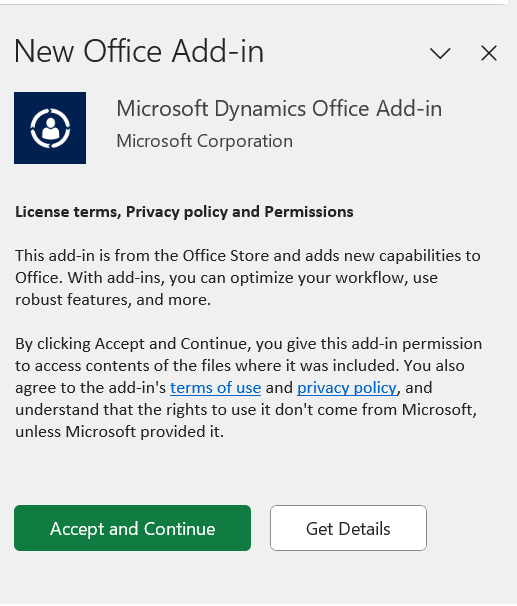 New Office Add-in
Microsoft Dynamics Office Add-in
Microsoft Corporation
License terms, Privacy policy and Permissions
This add-in is from the Office Store and adds new capabilities to
Office. With add-ins, you can optimize your workflow, use
robust features, and more.
By clicking Accept and Continue, you give this add-in permission
to access contents of the files where it was included. You also
agree to the add-in's terms of use and privacy policy, and
understand that the rights to use it don't come from Microsoft,
unless Microsoft provided it.
Accept and Continue
Get Details